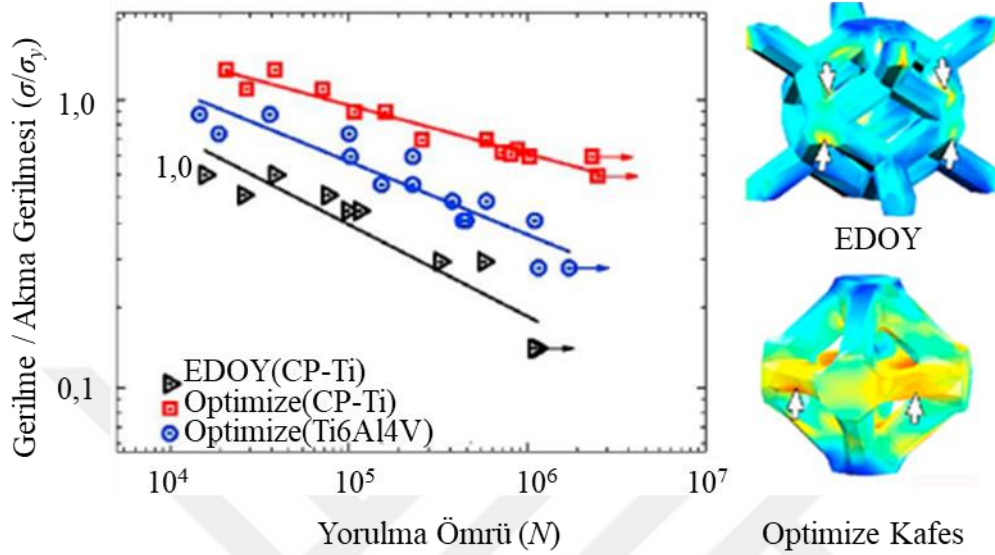 Gerilme / Akma Gerilmesi (σ/σy)
1,0
1,0
0,1
EDOY(CP-Ti)
Optimize(CP-Ti)
Optimize(Ti6Al4V)
10⁴ 10⁵ 10⁶ 10⁷
Yorulma Ömrü (N)
EDOY
Optimize Kafes